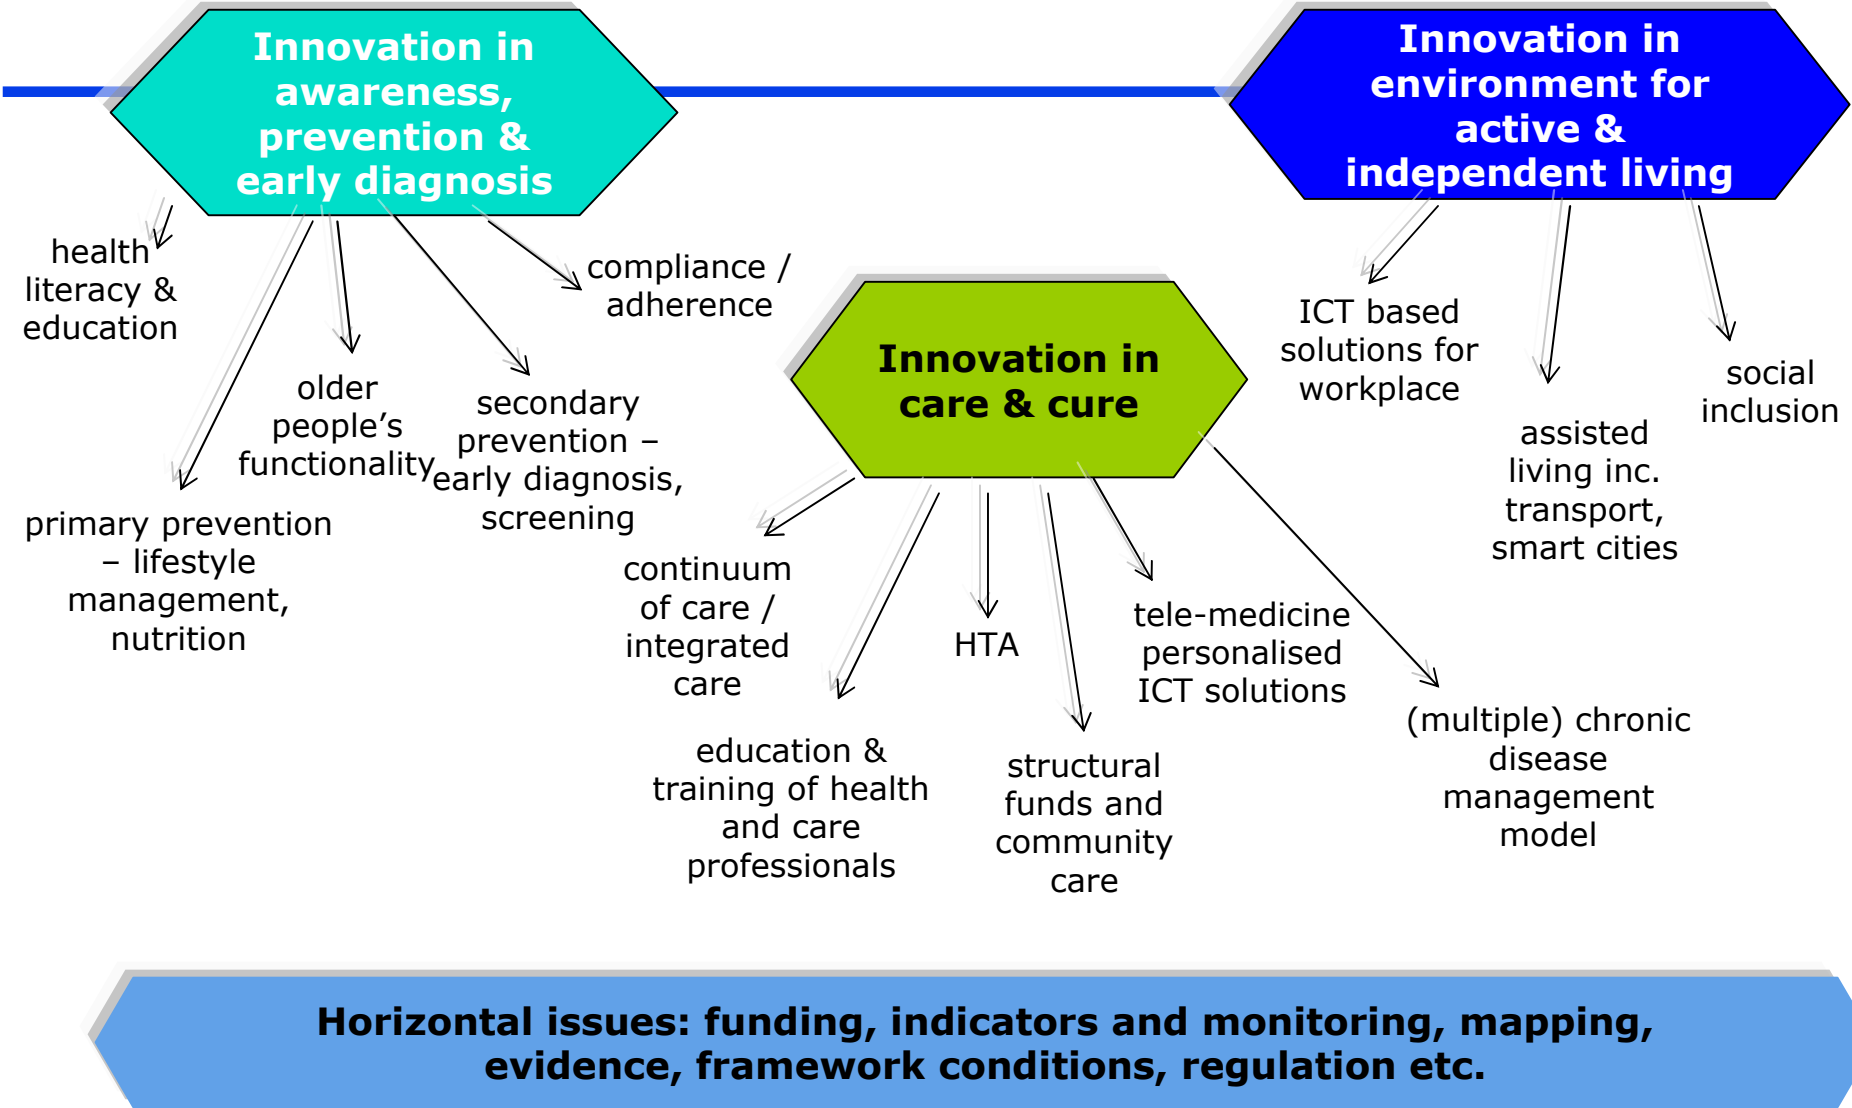 Innovation in
awareness,
prevention &
early diagnosis
Innovation in
environment for
active &
independent living
health
literacy &
education
primary prevention
– lifestyle
management,
nutrition
older
people’s
functionality
secondary
prevention –
early diagnosis,
screening
compliance /
adherence
Innovation in
care & cure
ICT based
solutions for
workplace
assisted
living inc.
transport,
smart cities
social
inclusion
continuum
of care /
integrated
care
education &
training of health
and care
professionals
HTA
structural
funds and
community
care
tele-medicine
personalised
ICT solutions
(multiple) chronic
disease
management
model
Horizontal issues: funding, indicators and monitoring, mapping,
evidence, framework conditions, regulation etc.